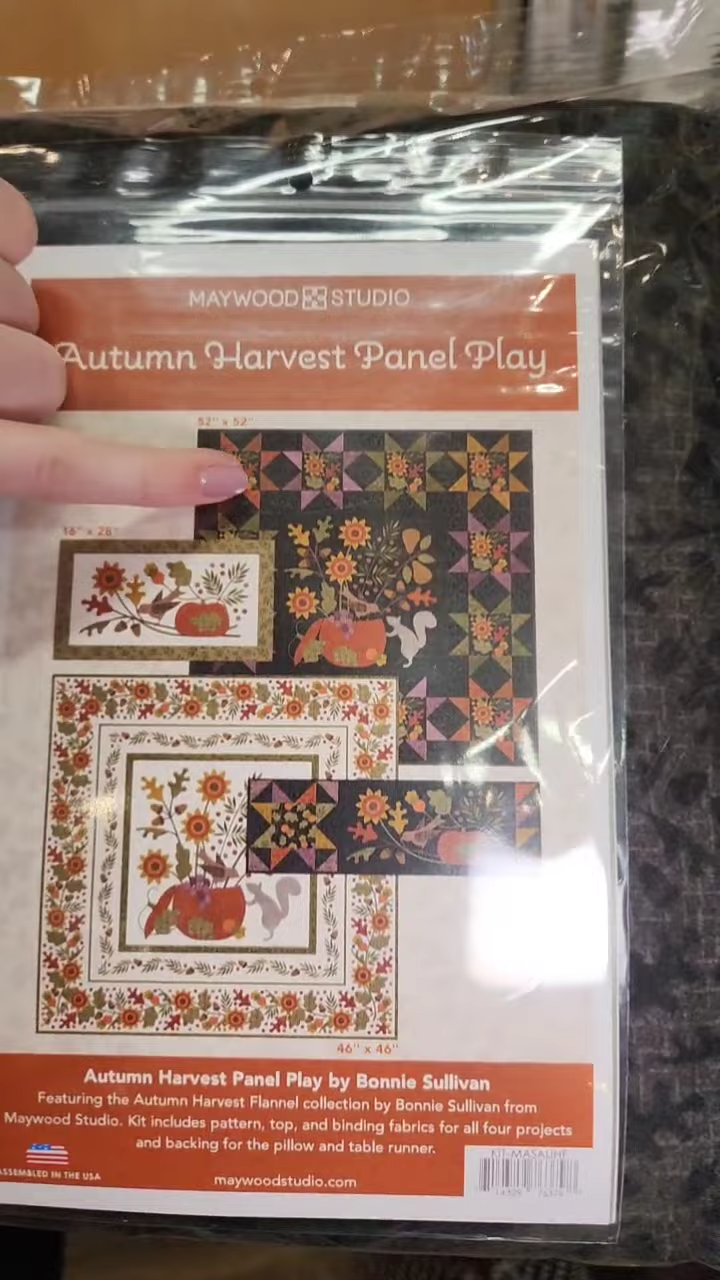 MAYWOOD STUDIO
Autumn Harvest Panel Play
52" x 52"
16" x 28"
46" x 46"
Autumn Harvest Panel Play by Bonnie Sullivan
Featuring the Autumn Harvest Flannel collection by Bonnie Sullivan from
Maywood Studio. Kit includes pattern, top, and binding fabrics for all four projects
and backing for the pillow and table runner.
ASSEMBLED IN THE USA
maywoodstudio.com